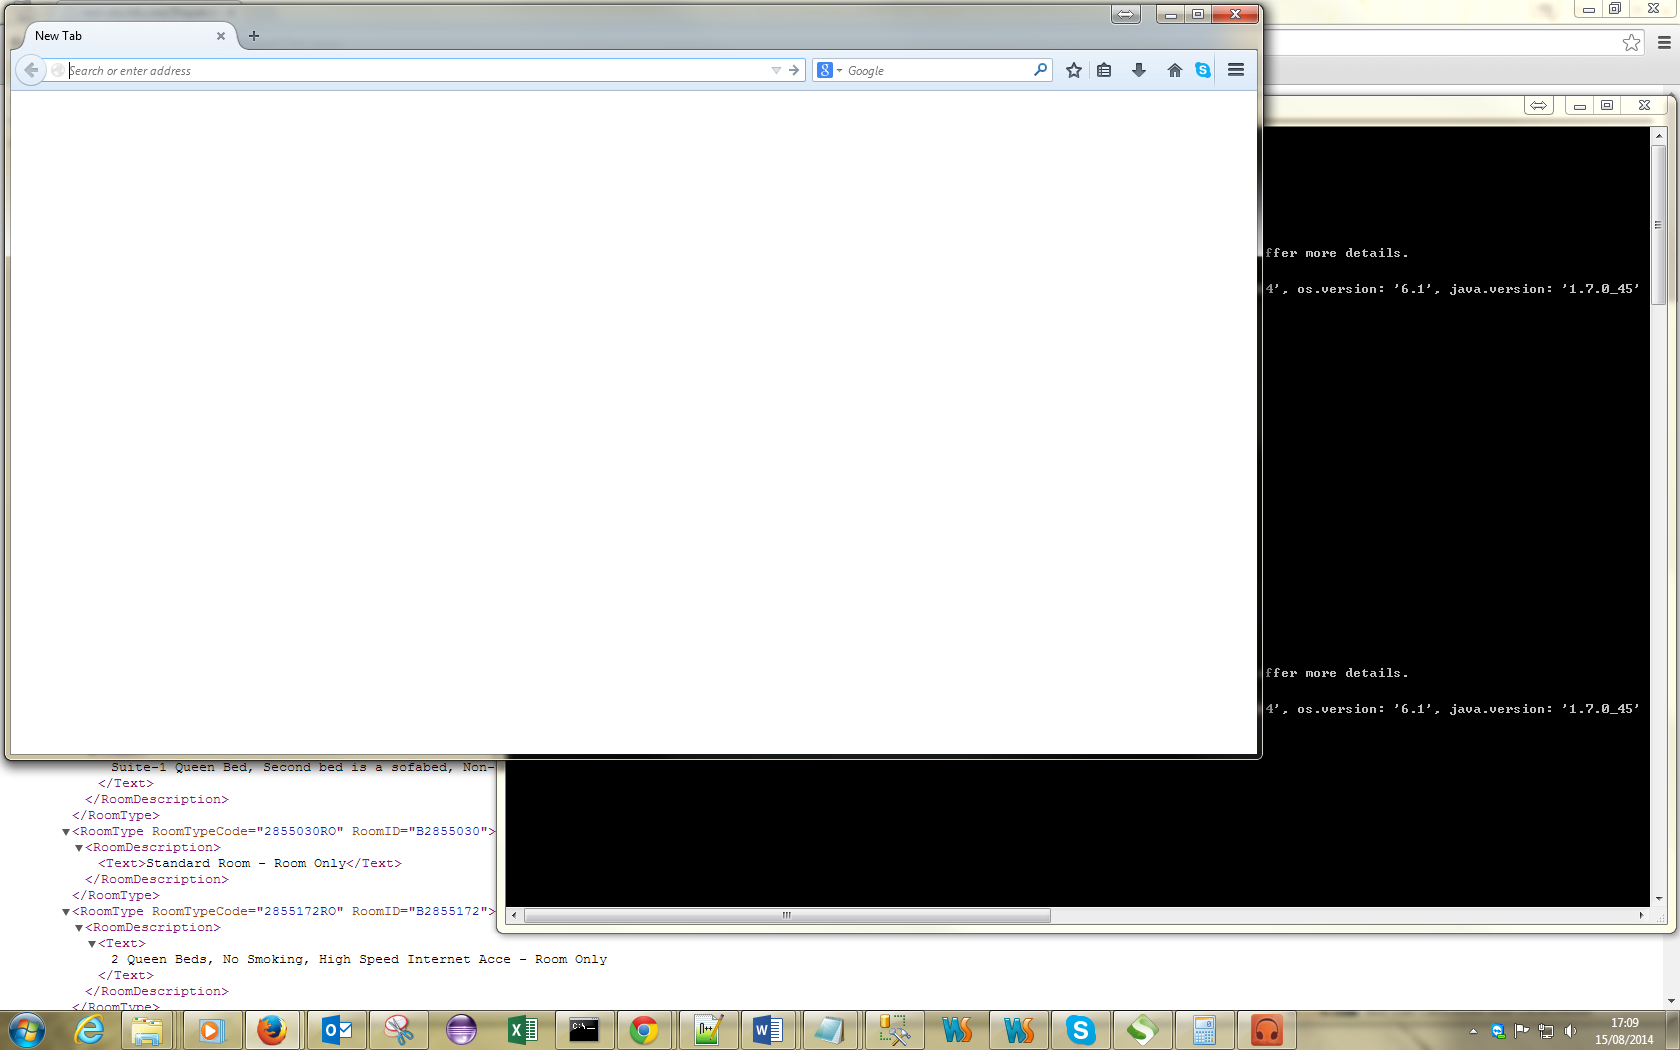 New Tab
Search or enter address
Google
ffer more details.
4', os.version: '6.1', java.version: '1.7.0_45'
ffer more details.
4', os.version: '6.1', java.version: '1.7.0_45'
Suite-1 Queen Bed, Second bed is a sofabed, Non-
</Text>
</RoomDescription>
</RoomType>
▼<RoomType RoomTypeCode="2855030RO" RoomID="B2855030">
▼<RoomDescription>
<Text>Standard Room - Room Only</Text>
</RoomDescription>
</RoomType>
▼<RoomType RoomTypeCode="2855172RO" RoomID="B2855172">
▼<RoomDescription>
▼<Text>
2 Queen Beds, No Smoking, High Speed Internet Acce - Room Only
</Text>
</RoomDescription>
</RoomType>
17:09
15/08/2014